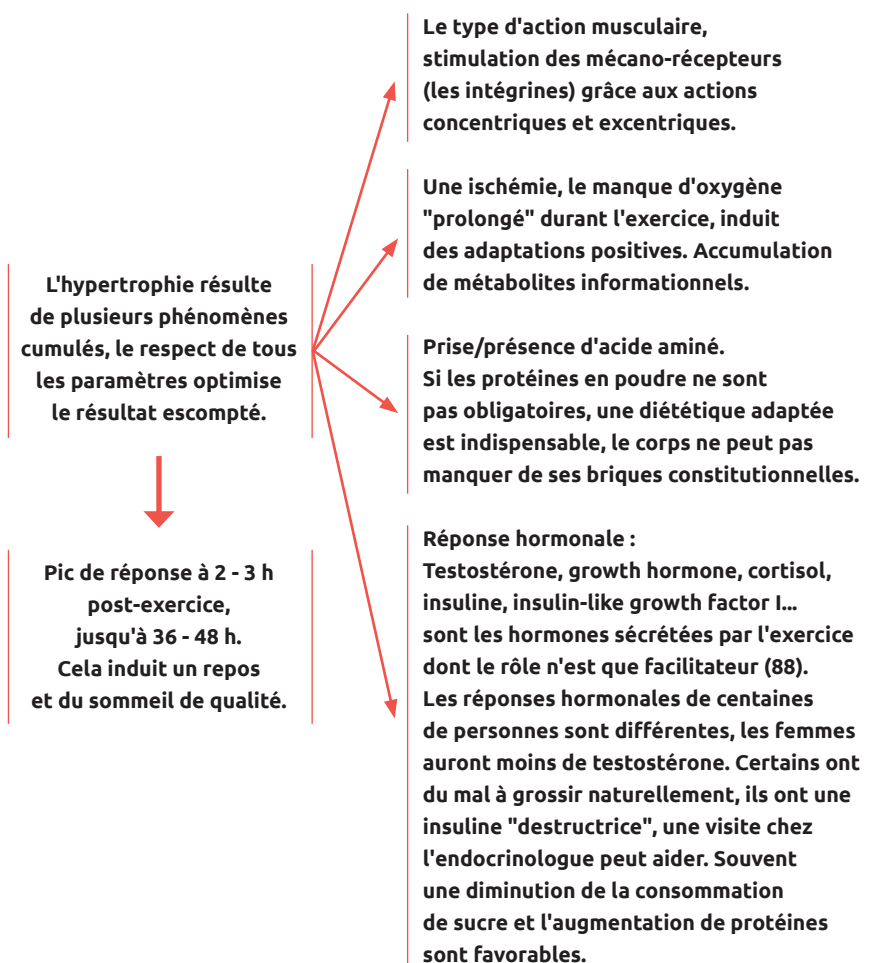 L'hypertrophie résulte
de plusieurs phénomènes
cumulés, le respect de tous
les paramètres optimise
le résultat escompté.
Pic de réponse à 2 - 3 h
post-exercice,
jusqu'à 36 - 48 h.
Cela induit un repos
et du sommeil de qualité.
Le type d'action musculaire,
stimulation des mécano-récepteurs
(les intégrines) grâce aux actions
concentriques et excentriques.
Une ischémie, le manque d'oxygène
"prolongé" durant l'exercice, induit
des adaptations positives. Accumulation
de métabolites informationnels.
Prise/présence d'acide aminé.
Si les protéines en poudre ne sont
pas obligatoires, une diététique adaptée
est indispensable, le corps ne peut pas
manquer de ses briques constitutionnelles.
Réponse hormonale :
Testostérone, growth hormone, cortisol,
insuline, insulin-like growth factor I...
sont les hormones sécrétées par l'exercice
dont le rôle n'est que facilitateur (88).
Les réponses hormonales de centaines
de personnes sont différentes, les femmes
auront moins de testostérone. Certains ont
du mal à grossir naturellement, ils ont une
insuline "destructrice", une visite chez
l'endocrinologue peut aider. Souvent
une diminution de la consommation
de sucre et l'augmentation de protéines
sont favorables.